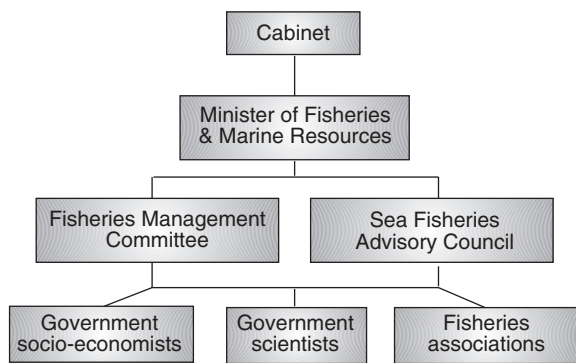 Cabinet
Minister of Fisheries
& Marine Resources
Fisheries Management
Committee
Sea Fisheries
Advisory Council
Government
socio-economists
Government
scientists
Fisheries
associations